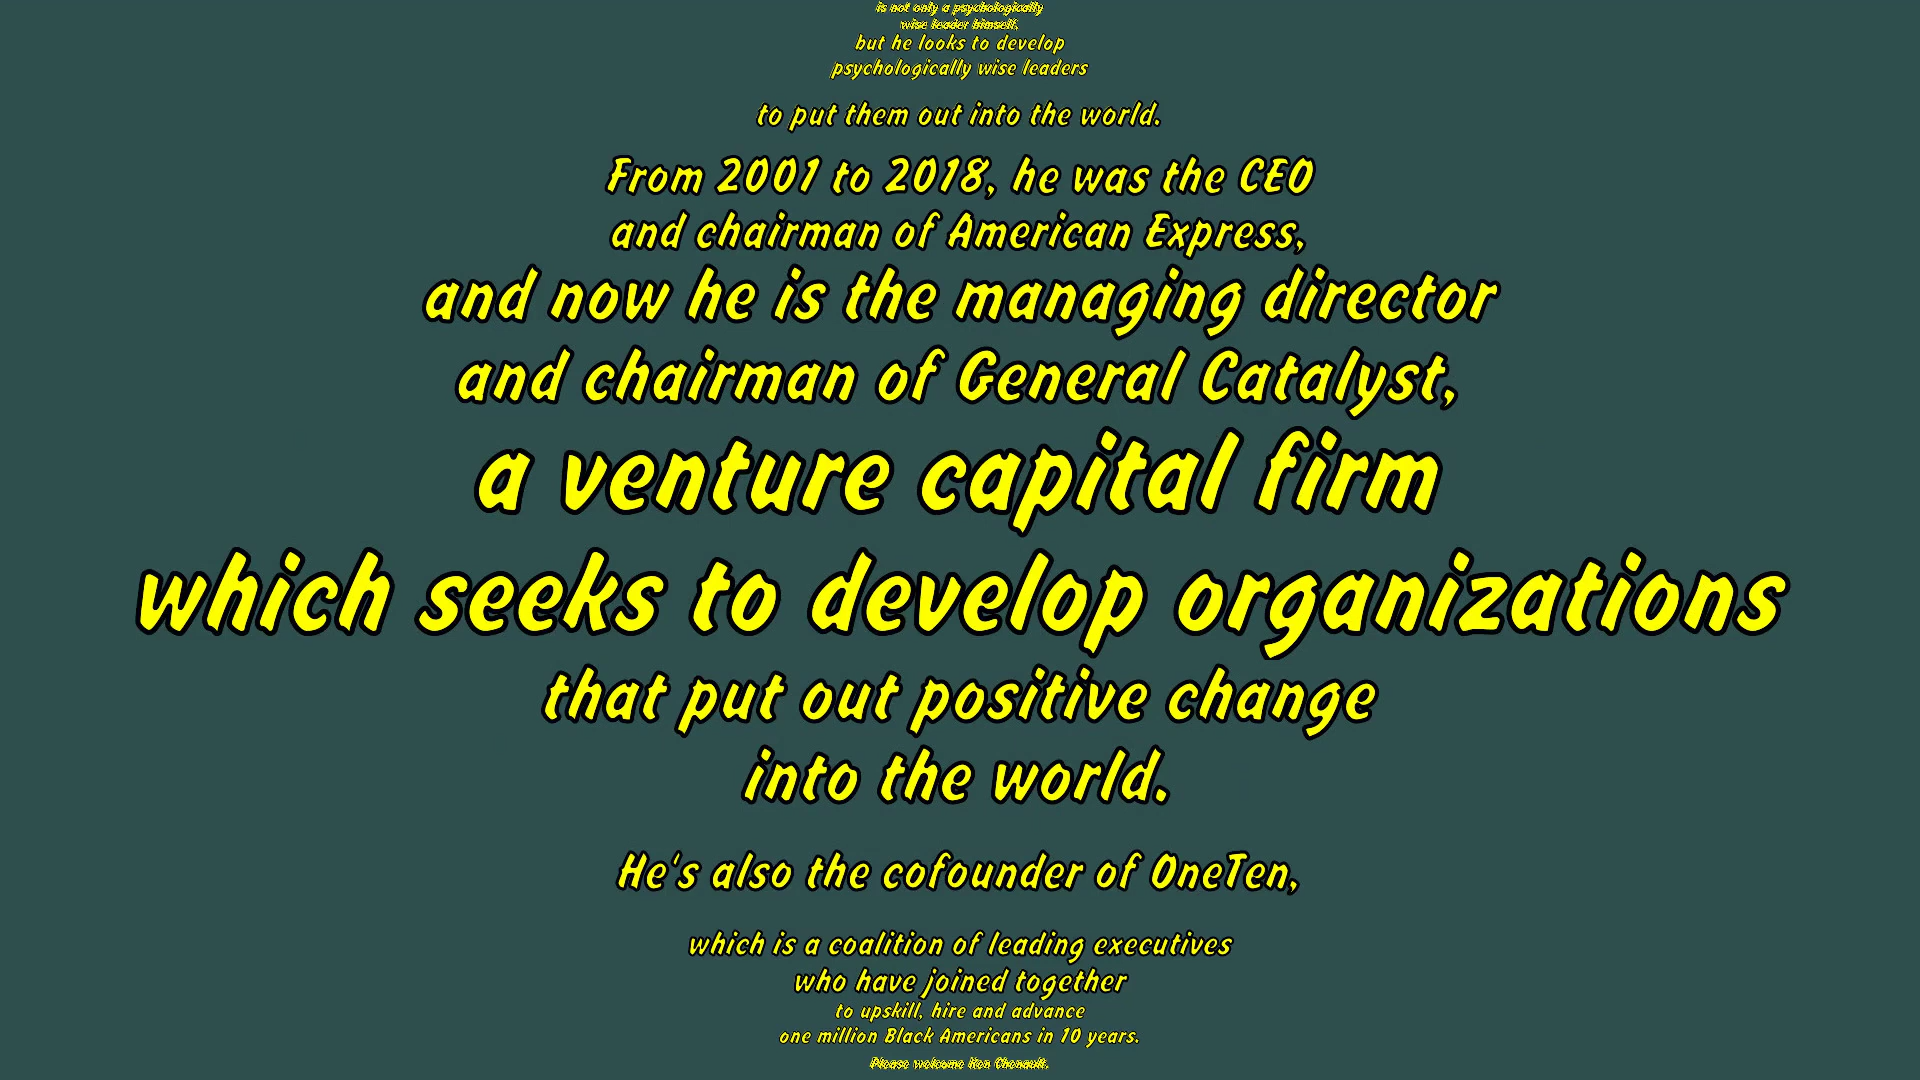 is not only a psychologically
wise leader himself,
but he looks to develop
psychologically wise leaders
to put them out into the world.
From 2001 to 2018, he was the CEO
and chairman of American Express,
and now he is the managing director
and chairman of General Catalyst,
a venture capital firm
which seeks to develop organizations
that put out positive change
into the world.
He's also the cofounder of OneTen,
which is a coalition of leading executives
who have joined together
to upskill, hire and advance
one million Black Americans in 10 years.
Please welcome Ken Chenault.